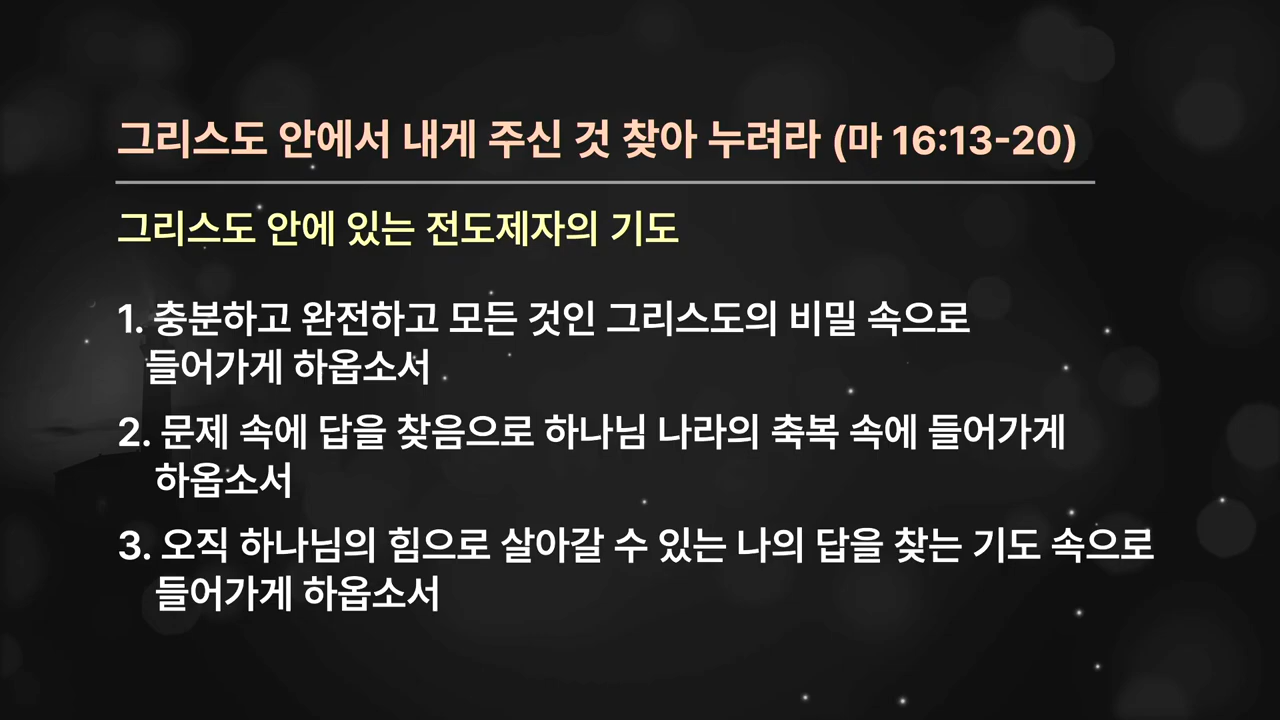 그리스도 안에서 내게 주신 것 찾아 누려라 (마 16:13-20)
그리스도 안에 있는 전도제자의 기도
1. 충분하고 완전하고 모든 것인 그리스도의 비밀 속으로
들어가게 하옵소서
2. 문제 속에 답을 찾음으로 하나님 나라의 축복 속에 들어가게
하옵소서
3. 오직 하나님의 힘으로 살아갈 수 있는 나의 답을 찾는 기도 속으로
들어가게 하옵소서